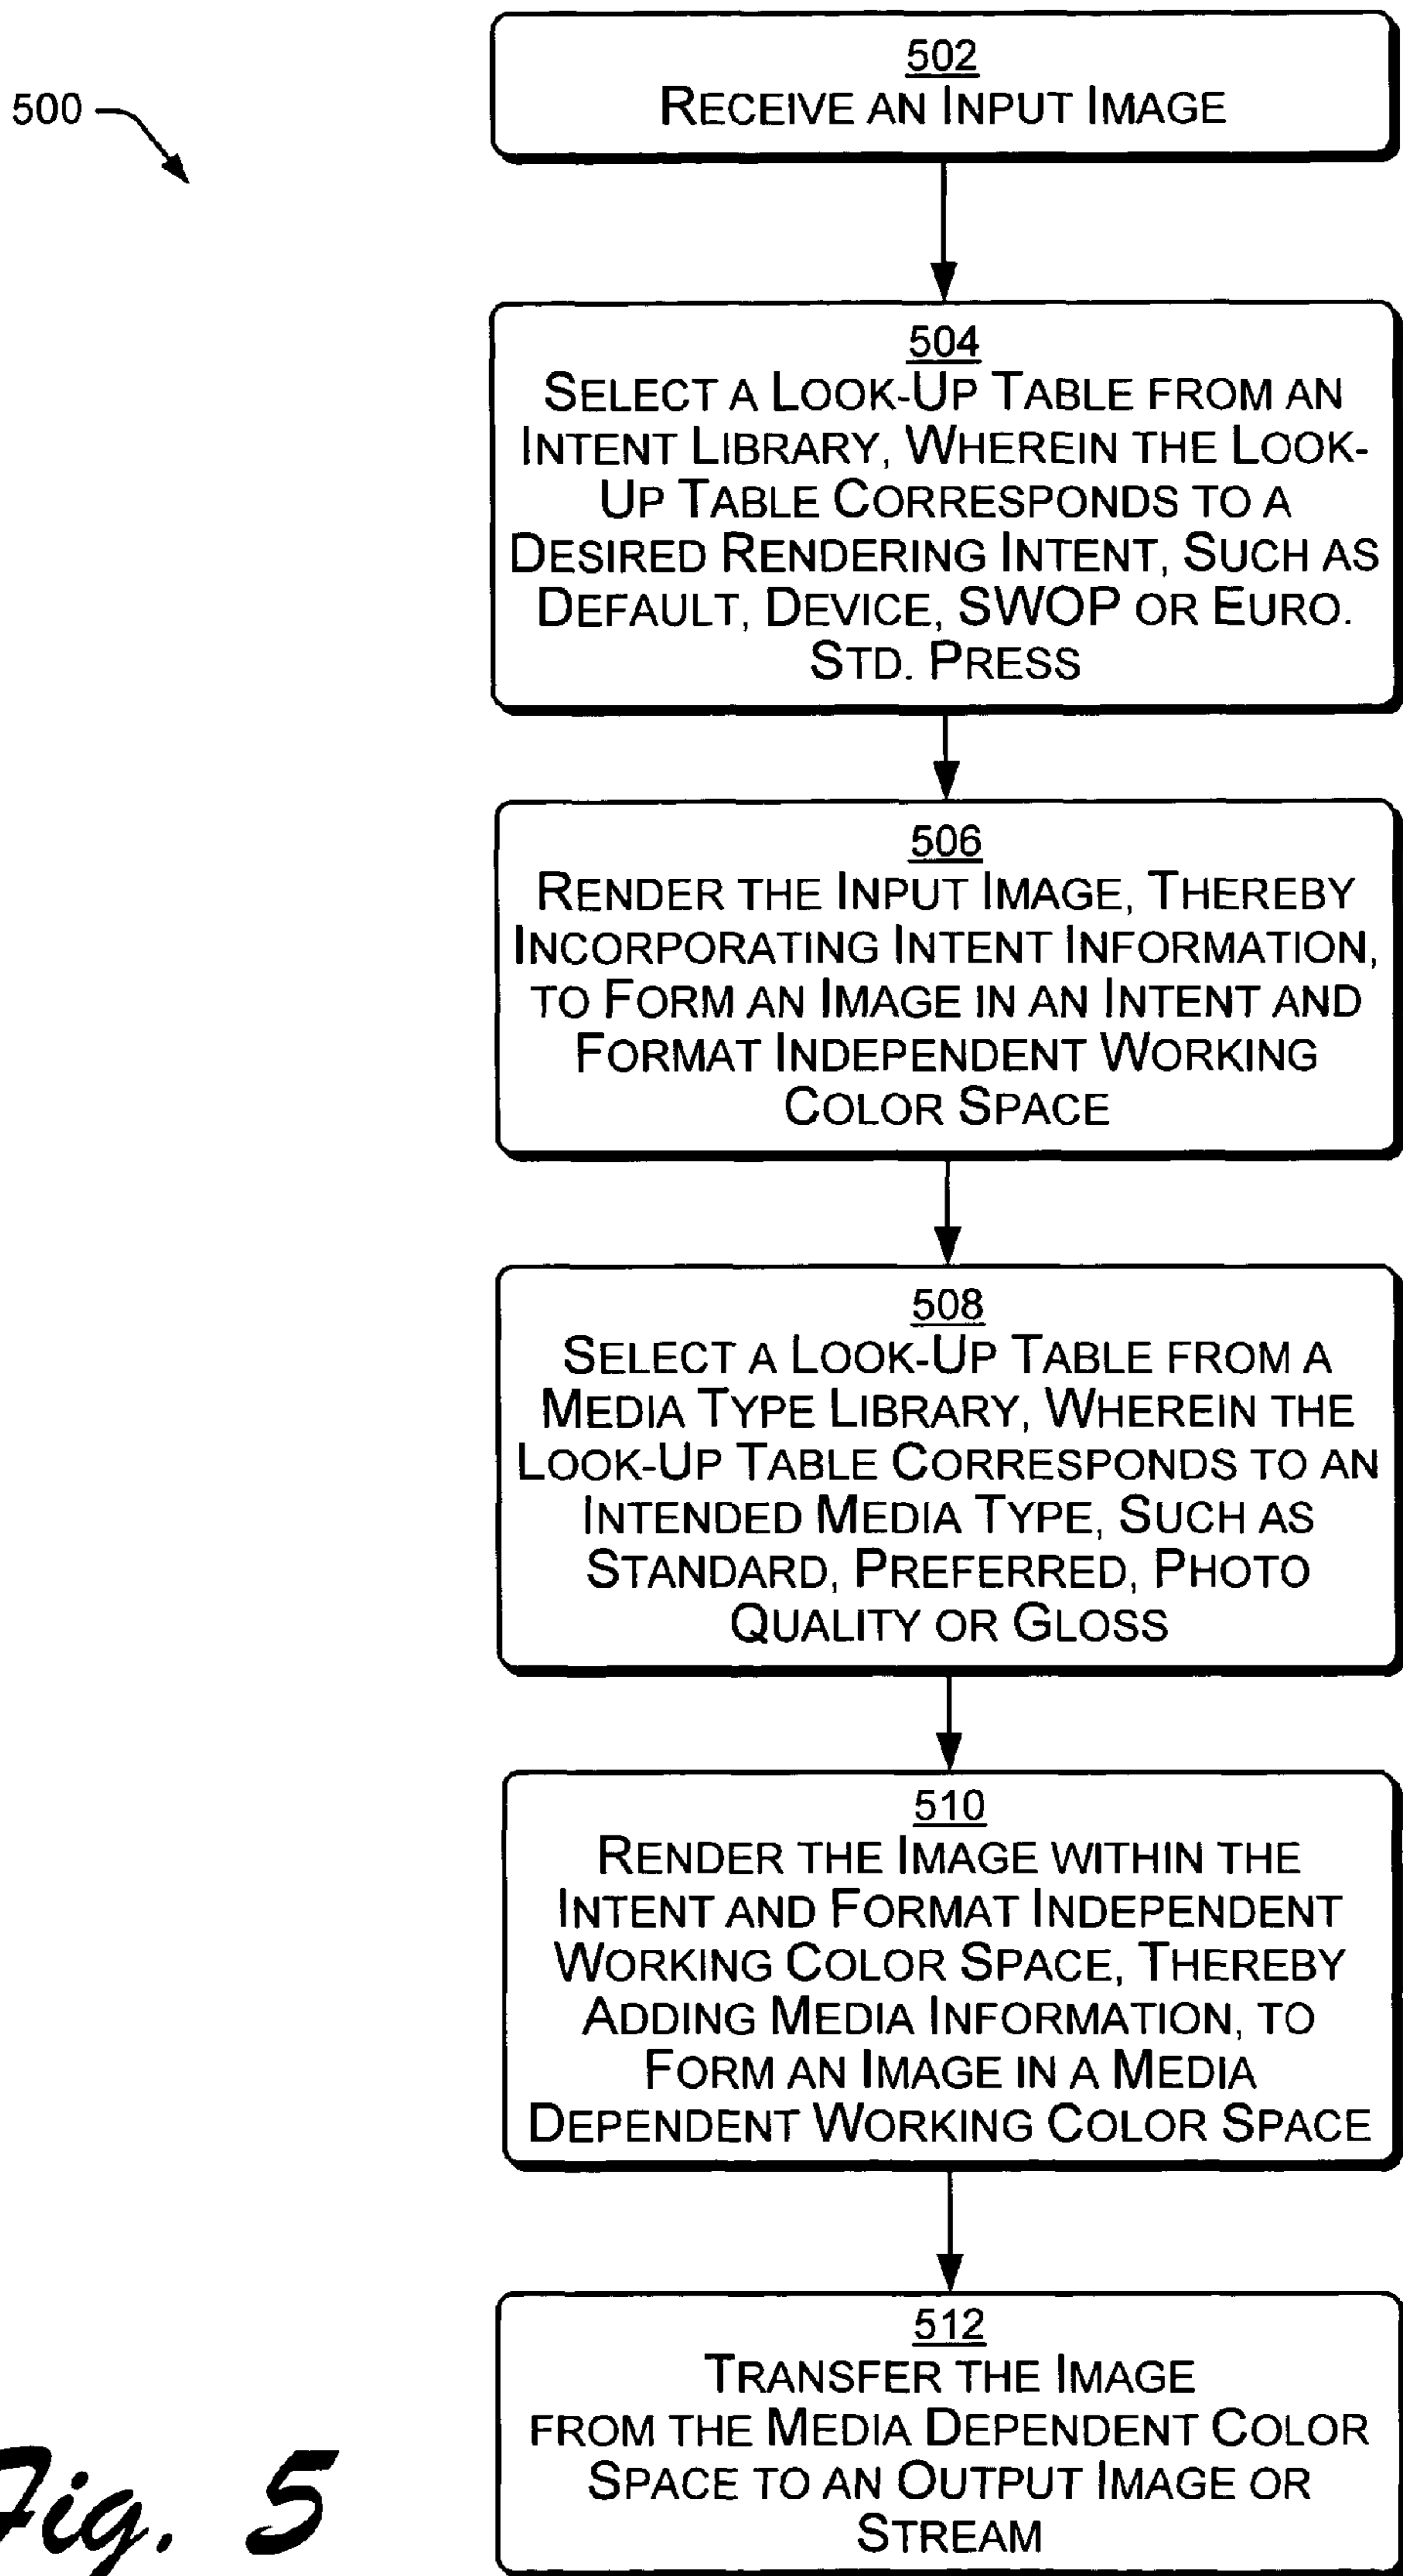 500
502
RECEIVE AN INPUT IMAGE
504
SELECT A LOOK-UP TABLE FROM AN
INTENT LIBRARY, WHEREIN THE LOOK-
UP TABLE CORRESPONDS TO A
DESIRED RENDERING INTENT, SUCH AS
DEFAULT, DEVICE, SWOP OR EURO.
STD. PRESS
506
RENDER THE INPUT IMAGE, THEREBY
INCORPORATING INTENT INFORMATION,
TO FORM AN IMAGE IN AN INTENT AND
FORMAT INDEPENDENT WORKING
COLOR SPACE
508
SELECT A LOOK-UP TABLE FROM A
MEDIA TYPE LIBRARY, WHEREIN THE
LOOK-UP TABLE CORRESPONDS TO AN
INTENDED MEDIA TYPE, SUCH AS
STANDARD, PREFERRED, PHOTO
QUALITY OR GLOSS
510
RENDER THE IMAGE WITHIN THE
INTENT AND FORMAT INDEPENDENT
WORKING COLOR SPACE, THEREBY
ADDING MEDIA INFORMATION, TO
FORM AN IMAGE IN A MEDIA
DEPENDENT WORKING COLOR SPACE
512
TRANSFER THE IMAGE
FROM THE MEDIA DEPENDENT COLOR
SPACE TO AN OUTPUT IMAGE OR
STREAM
Fig. 5